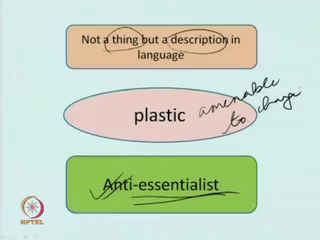 Not a thing but a description in
language
plastic
amenable
to change
Anti-essentialist
NPTEL